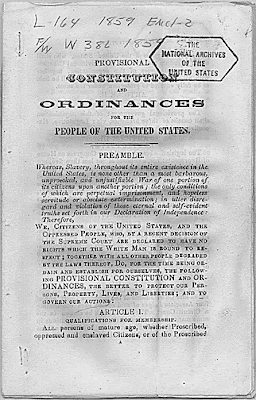 L-164 1859 Encl-2
F/W W 386 1859
THE
NATIONAL ARCHIVES
OF THE
UNITED STATES
PROVISIONAL
CONSTITUTION
AND
ORDINANCES
FOR THE
PEOPLE OF THE UNITED STATES.
PREAMBLE.
Whereas, Slavery, throughout its entire existence in the
United States, is none other than a most barbarous,
unprovoked, and unjustifiable War of one portion of
its citizens upon another portion; the only conditions
of which are perpetual imprisonment, and hopeless
servitude or absolute extermination; in utter disre-
gard and violation of those eternal and self-evident
truths set forth in our Declaration of Independence:
Therefore,
WE, CITIZENS OF THE UNITED STATES, AND THE
OPPRESSED PEOPLE, WHO, BY A RECENT DECISION OF
THE SUPREME COURT ARE DECLARED TO HAVE NO
RIGHTS WHICH THE WHITE MAN IS BOUND TO RE-
SPECT; TOGETHER WITH ALL OTHER PEOPLE DEGRADED
BY THE LAWS THEREOF, DO, FOR THE TIME BEING OR-
DAIN AND ESTABLISH FOR OURSELVES, THE FOLLOW-
ING PROVISIONAL CONSTITUTION AND OR-
DINANCES, THE BETTER TO PROTECT OUR PER-
SONS, PROPERTY, LIVES, AND LIBERTIES; AND TO
GOVERN OUR ACTIONS:
ARTICLE I.
QUALIFICATIONS FOR MEMBERSHIP.
ALL persons of mature age, whether Proscribed,
oppressed and enslaved Citizens, or of the Proscribed
A